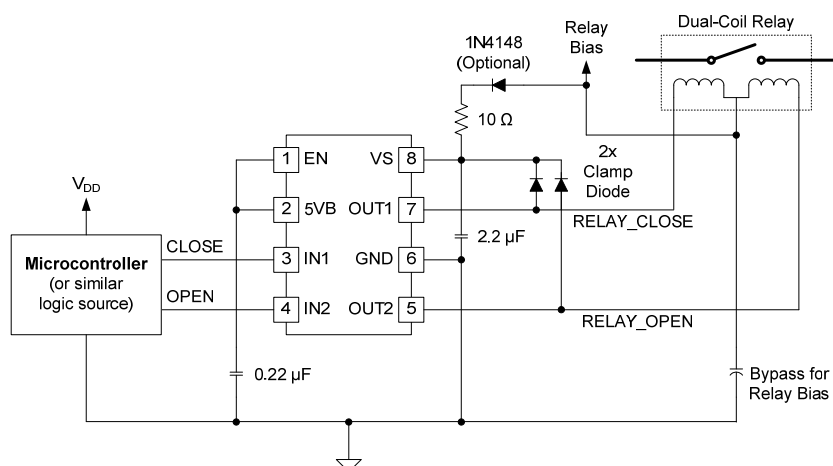 Dual-Coil Relay
Relay
Bias
1N4148
(Optional)
10 Ω
2x
Clamp
Diode
1 EN VS 8
V_DD
2 5VB OUT1 7
RELAY_CLOSE
2.2 µF
CLOSE
Microcontroller
(or similar
logic source)
3 IN1 GND 6
OPEN
4 IN2 OUT2 5
RELAY_OPEN
0.22 µF
Bypass for
Relay Bias